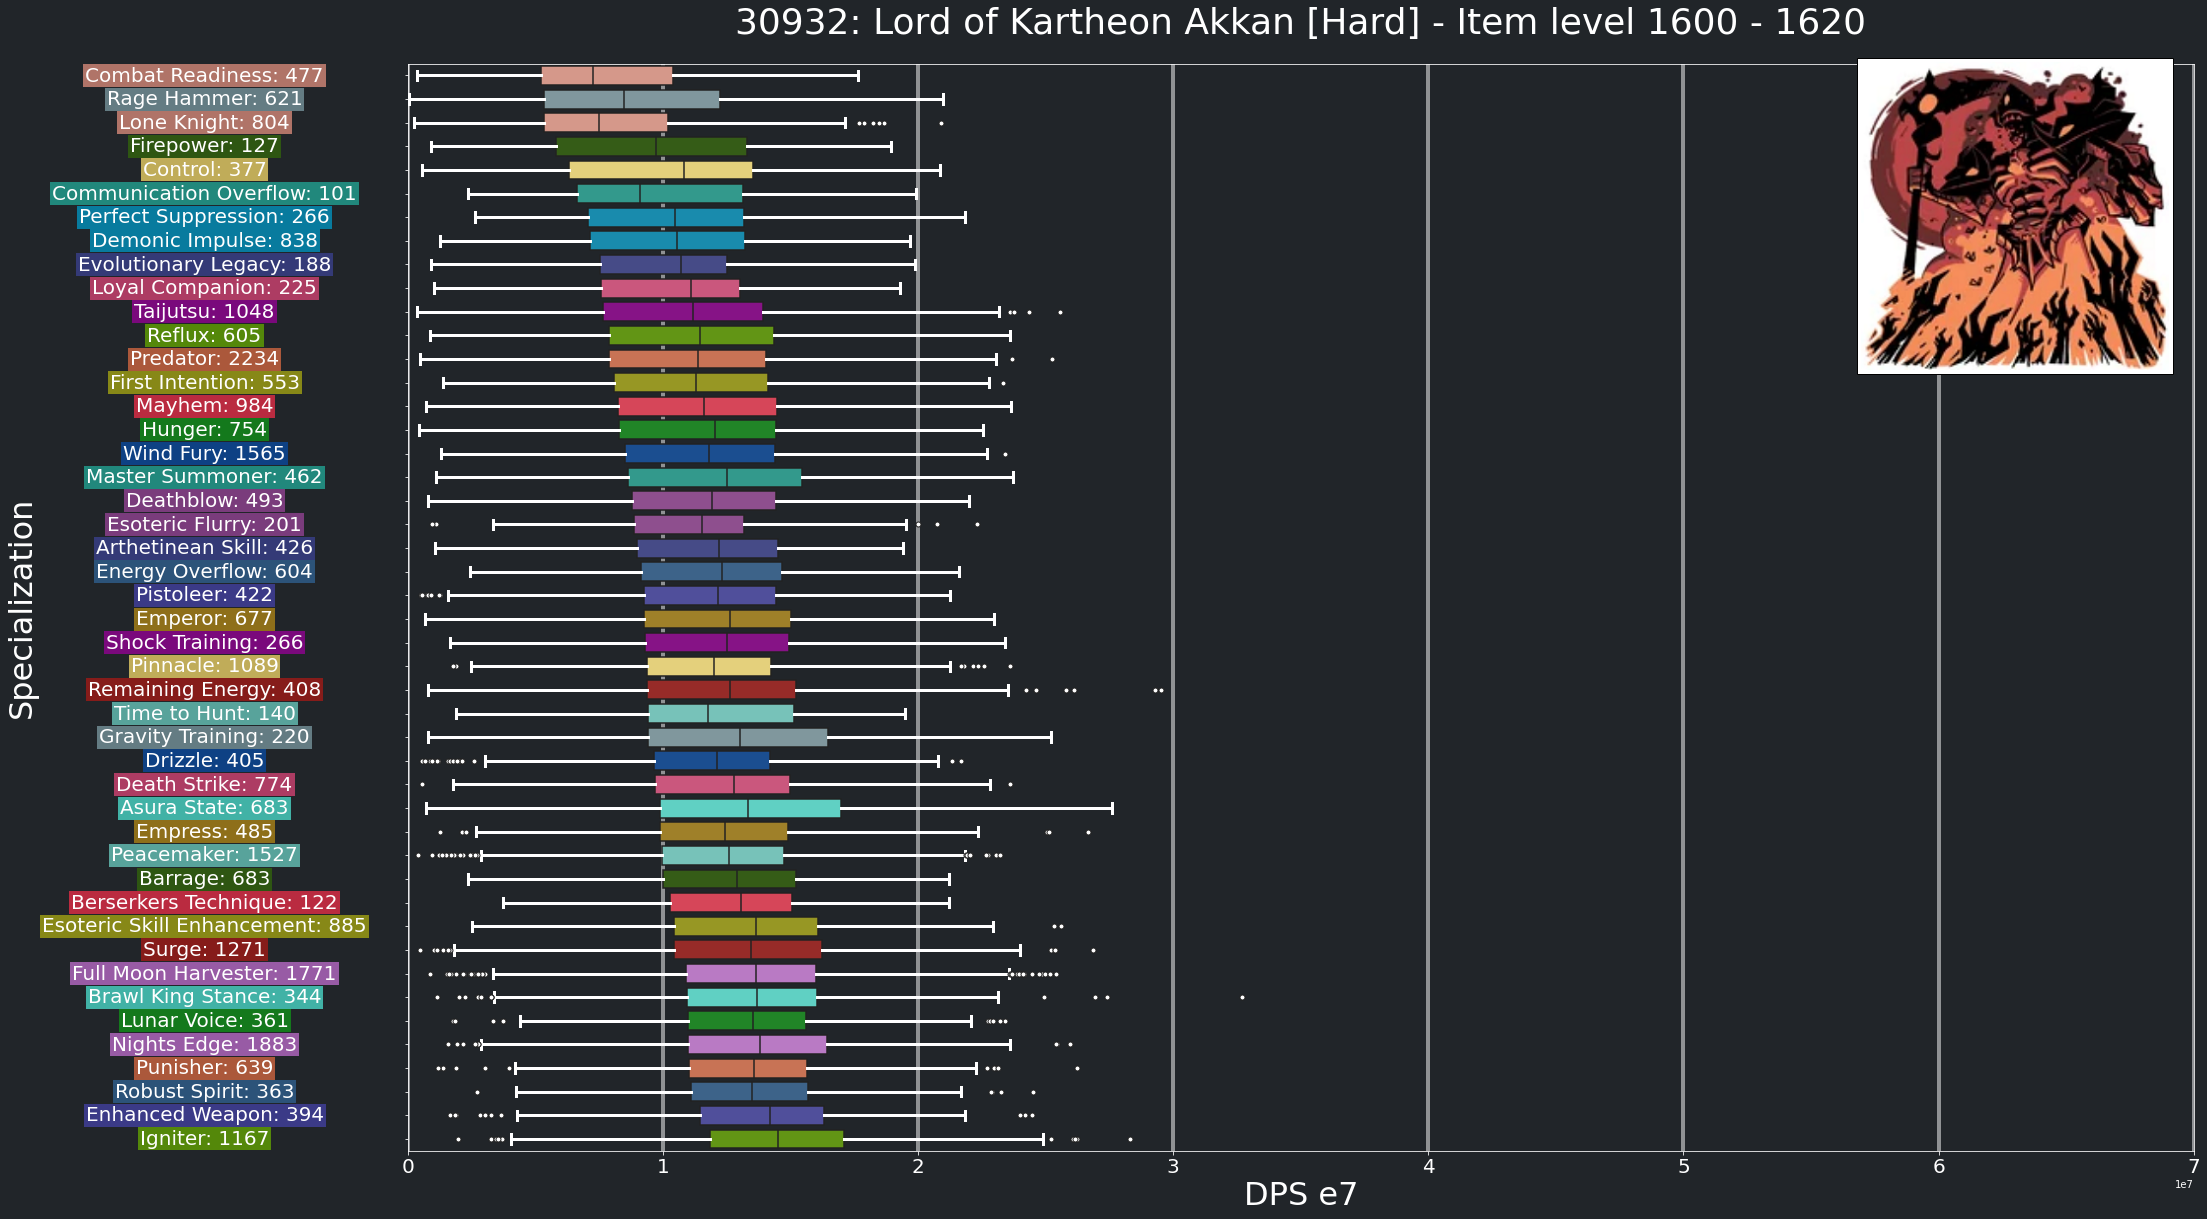 30932: Lord of Kartheon Akkan [Hard] - Item level 1600 - 1620
Specialization
Combat Readiness: 477
Rage Hammer: 621
Lone Knight: 804
Firepower: 127
Control: 377
Communication Overflow: 101
Perfect Suppression: 266
Demonic Impulse: 838
Evolutionary Legacy: 188
Loyal Companion: 225
Taijutsu: 1048
Reflux: 605
Predator: 2234
First Intention: 553
Mayhem: 984
Hunger: 754
Wind Fury: 1565
Master Summoner: 462
Deathblow: 493
Esoteric Flurry: 201
Arthetinean Skill: 426
Energy Overflow: 604
Pistoleer: 422
Emperor: 677
Shock Training: 266
Pinnacle: 1089
Remaining Energy: 408
Time to Hunt: 140
Gravity Training: 220
Drizzle: 405
Death Strike: 774
Asura State: 683
Empress: 485
Peacemaker: 1527
Barrage: 683
Berserkers Technique: 122
Esoteric Skill Enhancement: 885
Surge: 1271
Full Moon Harvester: 1771
Brawl King Stance: 344
Lunar Voice: 361
Nights Edge: 1883
Punisher: 639
Robust Spirit: 363
Enhanced Weapon: 394
Igniter: 1167
0 1 2 3 4 5 6 7
1e7
DPS e7